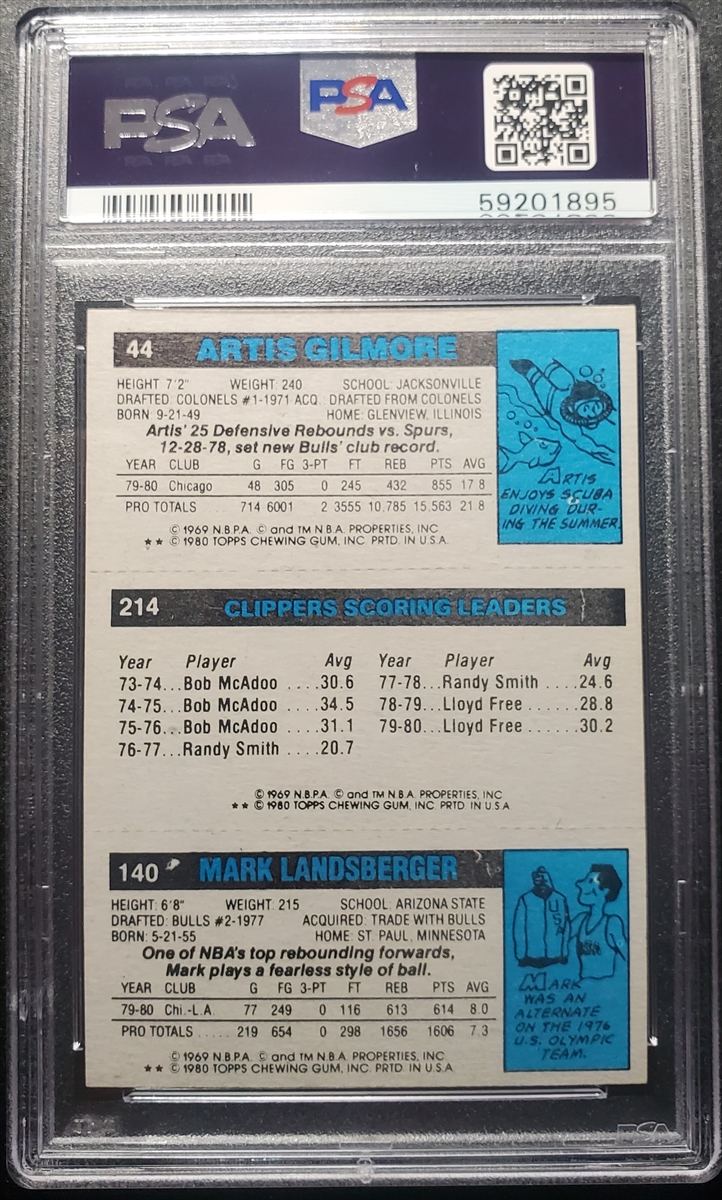 PSA
PSA
59201895
44 ARTIS GILMORE
HEIGHT: 7'2" WEIGHT: 240 SCHOOL: JACKSONVILLE
DRAFTED: COLONELS #1-1971 ACQ.: DRAFTED FROM COLONELS
BORN: 9-21-49 HOME: GLENVIEW, ILLINOIS
Artis' 25 Defensive Rebounds vs. Spurs,
12-28-78, set new Bulls' club record.
YEAR CLUB G FG 3-PT FT REB PTS AVG
79-80 Chicago 48 305 0 245 432 855 17.8
PRO TOTALS 714 6001 2 3555 10,785 15,563 21.8
© 1969 N.B.P.A. © and TM N.B.A. PROPERTIES, INC.
★★ © 1980 TOPPS CHEWING GUM, INC. PRTD. IN U.S.A.
ARTIS
ENJOYS SCUBA
DIVING DUR-
ING THE SUMMER.
214 CLIPPERS SCORING LEADERS
Year Player Avg Year Player Avg
73-74...Bob McAdoo ....30.6 77-78...Randy Smith ....24.6
74-75...Bob McAdoo ....34.5 78-79...Lloyd Free ......28.8
75-76...Bob McAdoo ....31.1 79-80...Lloyd Free ......30.2
76-77...Randy Smith ....20.7
© 1969 N.B.P.A. © and TM N.B.A. PROPERTIES, INC.
★★ © 1980 TOPPS CHEWING GUM, INC. PRTD. IN U.S.A.
140 MARK LANDSBERGER
HEIGHT: 6'8" WEIGHT: 215 SCHOOL: ARIZONA STATE
DRAFTED: BULLS #2-1977 ACQUIRED: TRADE WITH BULLS
BORN: 5-21-55 HOME: ST. PAUL, MINNESOTA
One of NBA's top rebounding forwards,
Mark plays a fearless style of ball.
YEAR CLUB G FG 3-PT FT REB PTS AVG
79-80 Chi.-L.A. 77 249 0 116 613 614 8.0
PRO TOTALS ..... 219 654 0 298 1656 1606 7.3
© 1969 N.B.P.A. © and TM N.B.A. PROPERTIES, INC.
★★ © 1980 TOPPS CHEWING GUM, INC. PRTD. IN U.S.A.
USA
MARK
WAS AN
ALTERNATE
ON THE 1976
U.S. OLYMPIC
TEAM.
PSA